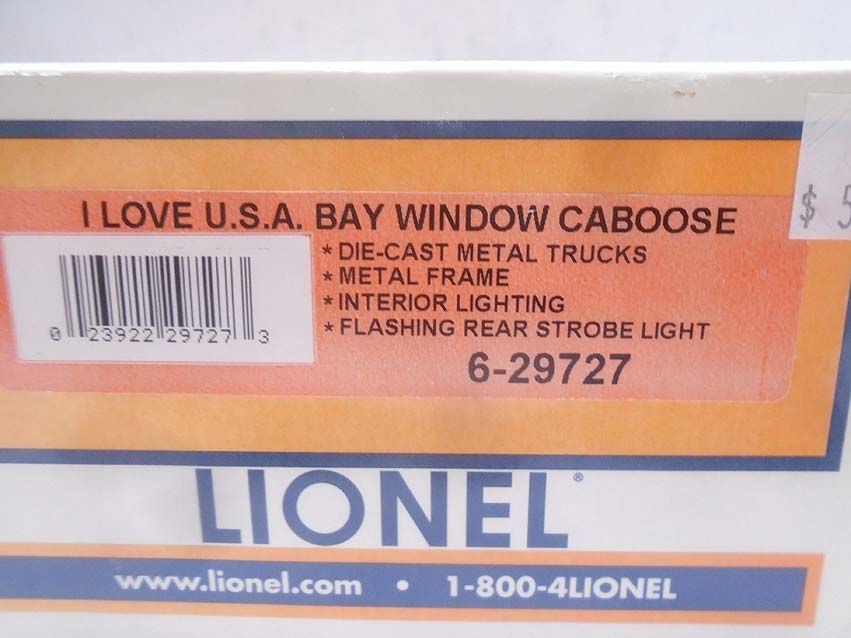 I LOVE U.S.A. BAY WINDOW CABOOSE
* DIE-CAST METAL TRUCKS
* METAL FRAME
* INTERIOR LIGHTING
* FLASHING REAR STROBE LIGHT
6-29727
0 23922 29727 3
$ 5
LIONEL®
www.lionel.com • 1-800-4LIONEL